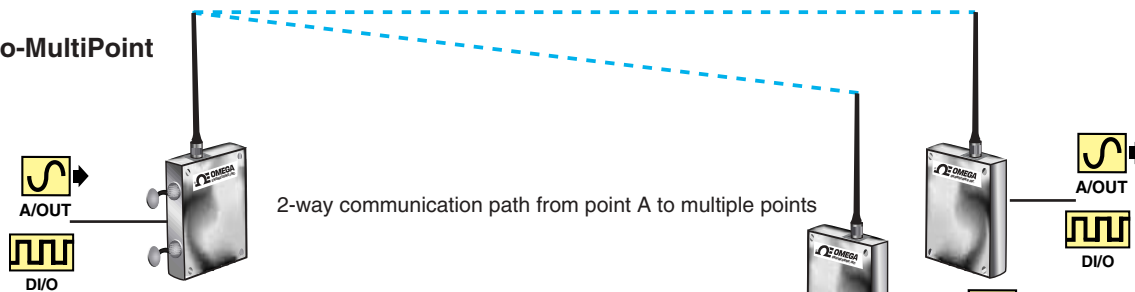 o-MultiPoint
OMEGA
A/OUT
DI/O
2-way communication path from point A to multiple points
OMEGA
OMEGA
A/OUT
DI/O